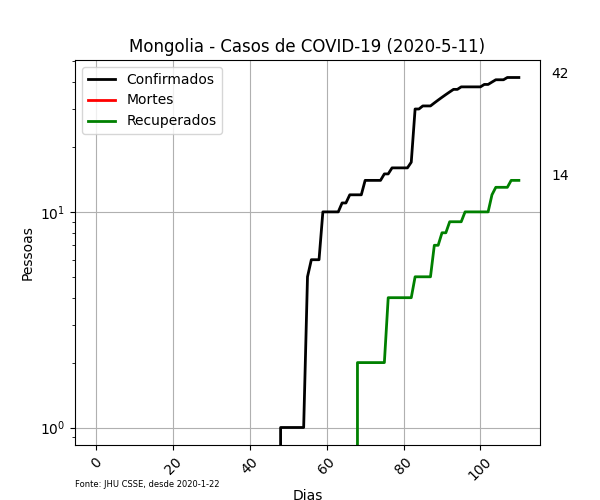 Mongolia - Casos de COVID-19 (2020-5-11)
Confirmados
Mortes
Recuperados
42
14
10¹
10⁰
Pessoas
0 20 40 60 80 100
Fonte: JHU CSSE, desde 2020-1-22
Dias